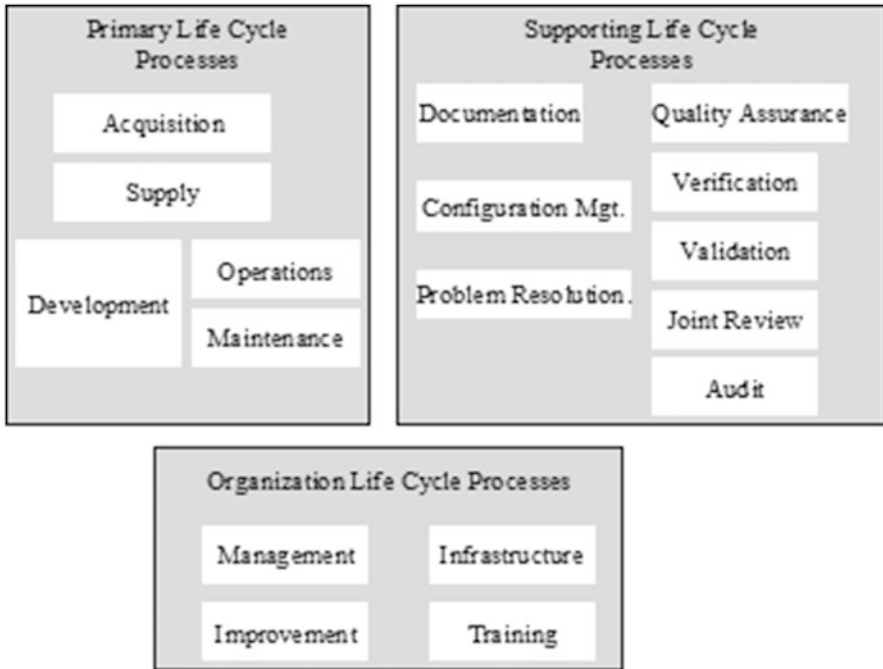 Primary Life Cycle
Processes
Acquisition
Supply
Development
Operations
Maintenance
Supporting Life Cycle
Processes
Documentation
Configuration Mgt.
Problem Resolution.
Quality Assurance
Verification
Validation
Joint Review
Audit
Organization Life Cycle Processes
Management
Infrastructure
Improvement
Training